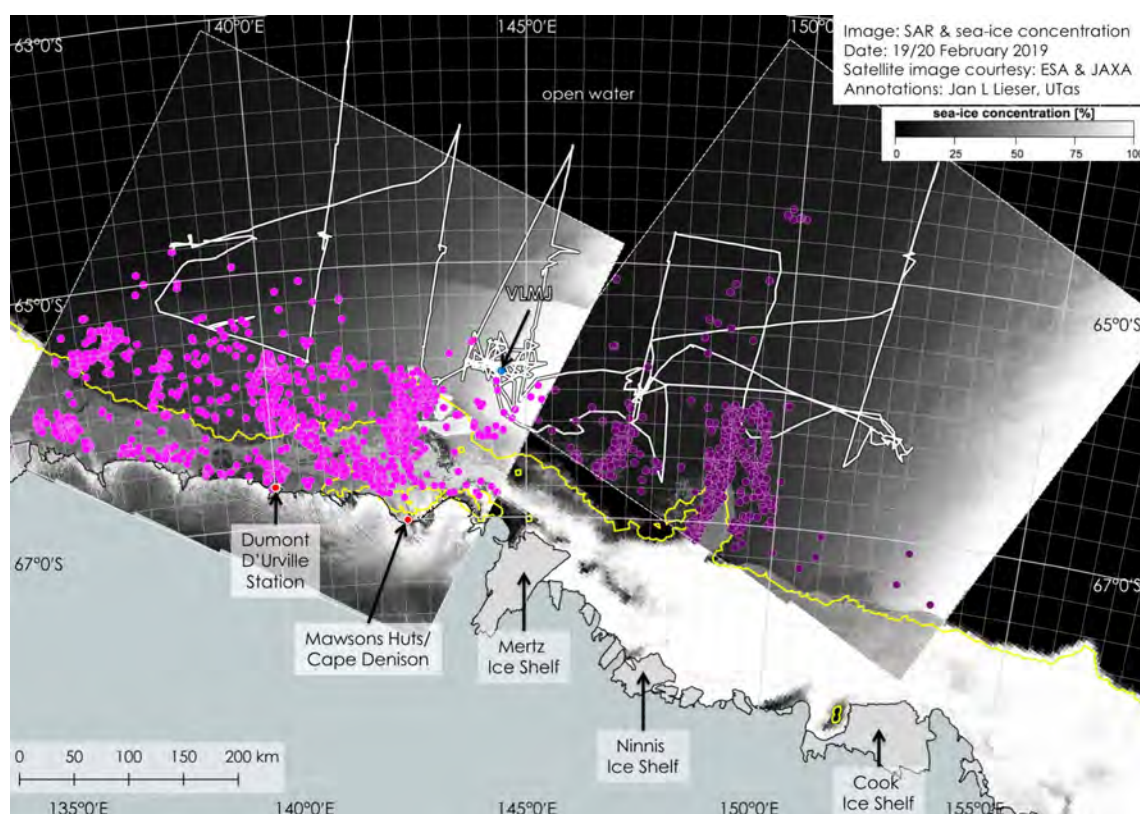 140°0'E
145°0'E
150°0'E
63°0'S
Image: SAR & sea-ice concentration
Date: 19/20 February 2019
Satellite image courtesy: ESA & JAXA
Annotations: Jan L Lieser, UTas
open water
sea-ice concentration [%]
0 25 50 75 100
VLMJ
65°0'S
65°0'S
67°0'S
67°0'S
Dumont
D'Urville
Station
Mawsons Huts/
Cape Denison
Mertz
Ice Shelf
Ninnis
Ice Shelf
Cook
Ice Shelf
0 50 100 150 200 km
135°0'E
140°0'E
145°0'E
150°0'E
155°0'E